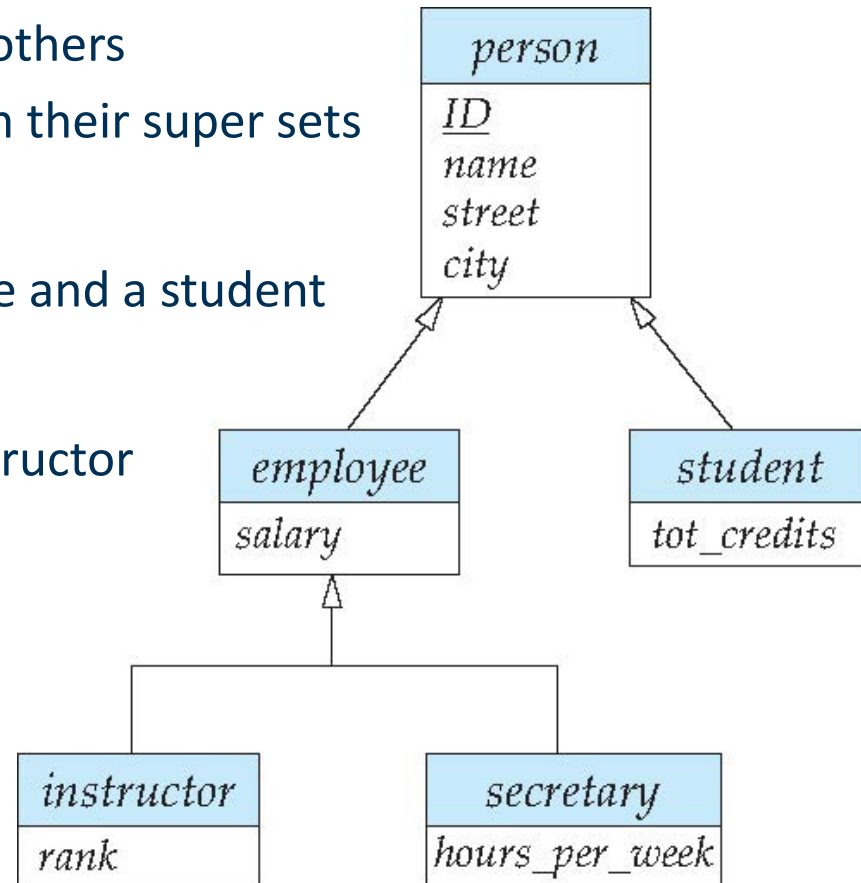 others
n their super sets
e and a student
ructor
person
ID
name
street
city
employee
salary
student
tot_credits
instructor
rank
secretary
hours_per_week